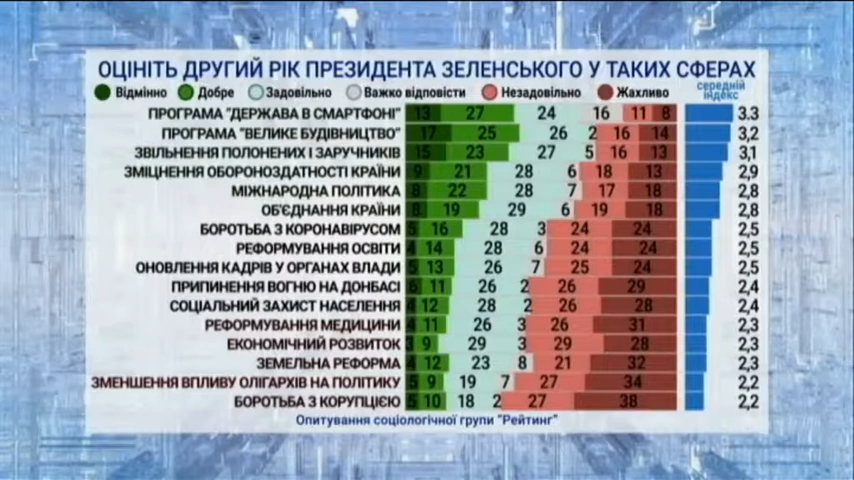 ОЦІНІТЬ ДРУГИЙ РІК ПРЕЗИДЕНТА ЗЕЛЕНСЬКОГО У ТАКИХ СФЕРАХ
Відмінно Добре Задовільно Важко відповісти Незадовільно Жахливо середній індекс
ПРОГРАМА "ДЕРЖАВА В СМАРТФОНІ" 13 27 24 16 11 8 3.3
ПРОГРАМА "ВЕЛИКЕ БУДІВНИЦТВО" 17 25 26 2 16 14 3,2
ЗВІЛЬНЕННЯ ПОЛОНЕНИХ І ЗАРУЧНИКІВ 15 23 27 5 16 13 3,1
ЗМІЦНЕННЯ ОБОРОНОЗДАТНОСТІ КРАЇНИ 9 21 28 6 18 13 2,9
МІЖНАРОДНА ПОЛІТИКА 8 22 28 7 17 18 2,8
ОБ'ЄДНАННЯ КРАЇНИ 8 19 29 6 19 18 2,8
БОРОТЬБА З КОРОНАВІРУСОМ 5 16 28 3 24 24 2,5
РЕФОРМУВАННЯ ОСВІТИ 4 14 28 6 24 24 2,5
ОНОВЛЕННЯ КАДРІВ У ОРГАНАХ ВЛАДИ 5 13 26 7 25 24 2,5
ПРИПИНЕННЯ ВОГНЮ НА ДОНБАСІ 6 11 26 2 26 29 2,4
СОЦІАЛЬНИЙ ЗАХИСТ НАСЕЛЕННЯ 4 12 28 2 26 28 2,4
РЕФОРМУВАННЯ МЕДИЦИНИ 4 11 26 3 26 31 2,3
ЕКОНОМІЧНИЙ РОЗВИТОК 3 9 29 3 29 28 2,3
ЗЕМЕЛЬНА РЕФОРМА 4 12 23 8 21 32 2,3
ЗМЕНШЕННЯ ВПЛИВУ ОЛІГАРХІВ НА ПОЛІТИКУ 5 9 19 7 27 34 2,2
БОРОТЬБА З КОРУПЦІЄЮ 5 10 18 2 27 38 2,2
Опитування соціологічної групи "Рейтинг"